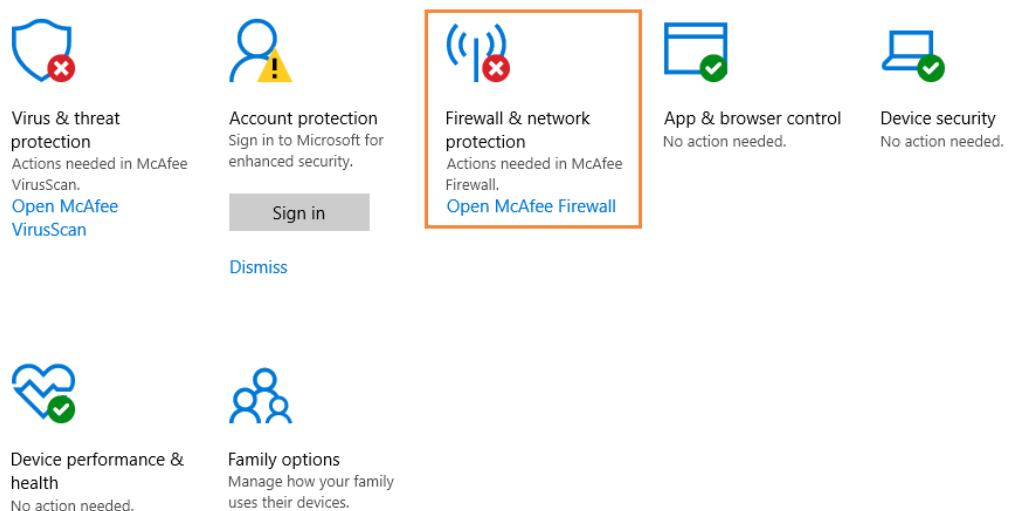 Virus & threat
protection
Actions needed in McAfee
VirusScan.
Open McAfee
VirusScan
Account protection
Sign in to Microsoft for
enhanced security.
Sign in
Dismiss
Firewall & network
protection
Actions needed in McAfee
Firewall.
Open McAfee Firewall
App & browser control
No action needed.
Device security
No action needed.
Device performance &
health
No action needed.
Family options
Manage how your family
uses their devices.